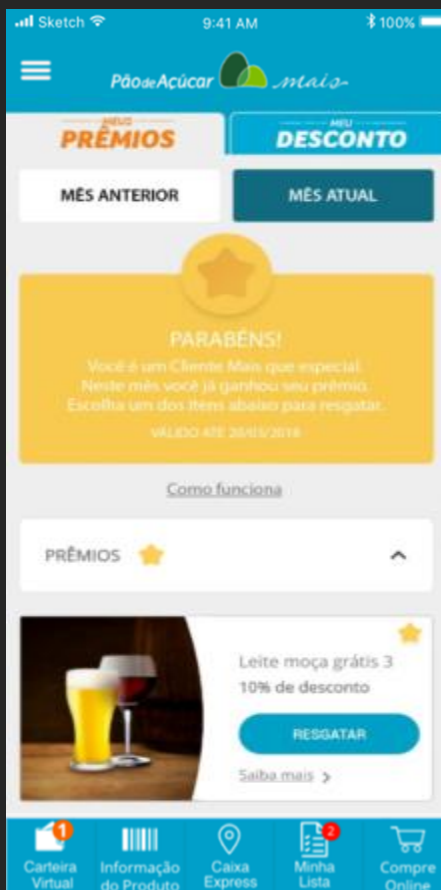 Sketch 9:41 AM 100%
PãodeAçúcar mais
MEUS
PRÊMIOS
MEU
DESCONTO
MÊS ANTERIOR
MÊS ATUAL
PARABÉNS!
Você é um Cliente Mais que especial.
Neste mês você já ganhou seu prêmio.
Escolha um dos itens abaixo para resgatar.
VÁLIDO ATÉ 20/05/2018
Como funciona
PRÊMIOS
Leite moça grátis 3
10% de desconto
RESGATAR
Saiba mais >
1
2
Carteira
Virtual
Informação
do Produto
Caixa
Express
Minha
Lista
Compre
Online